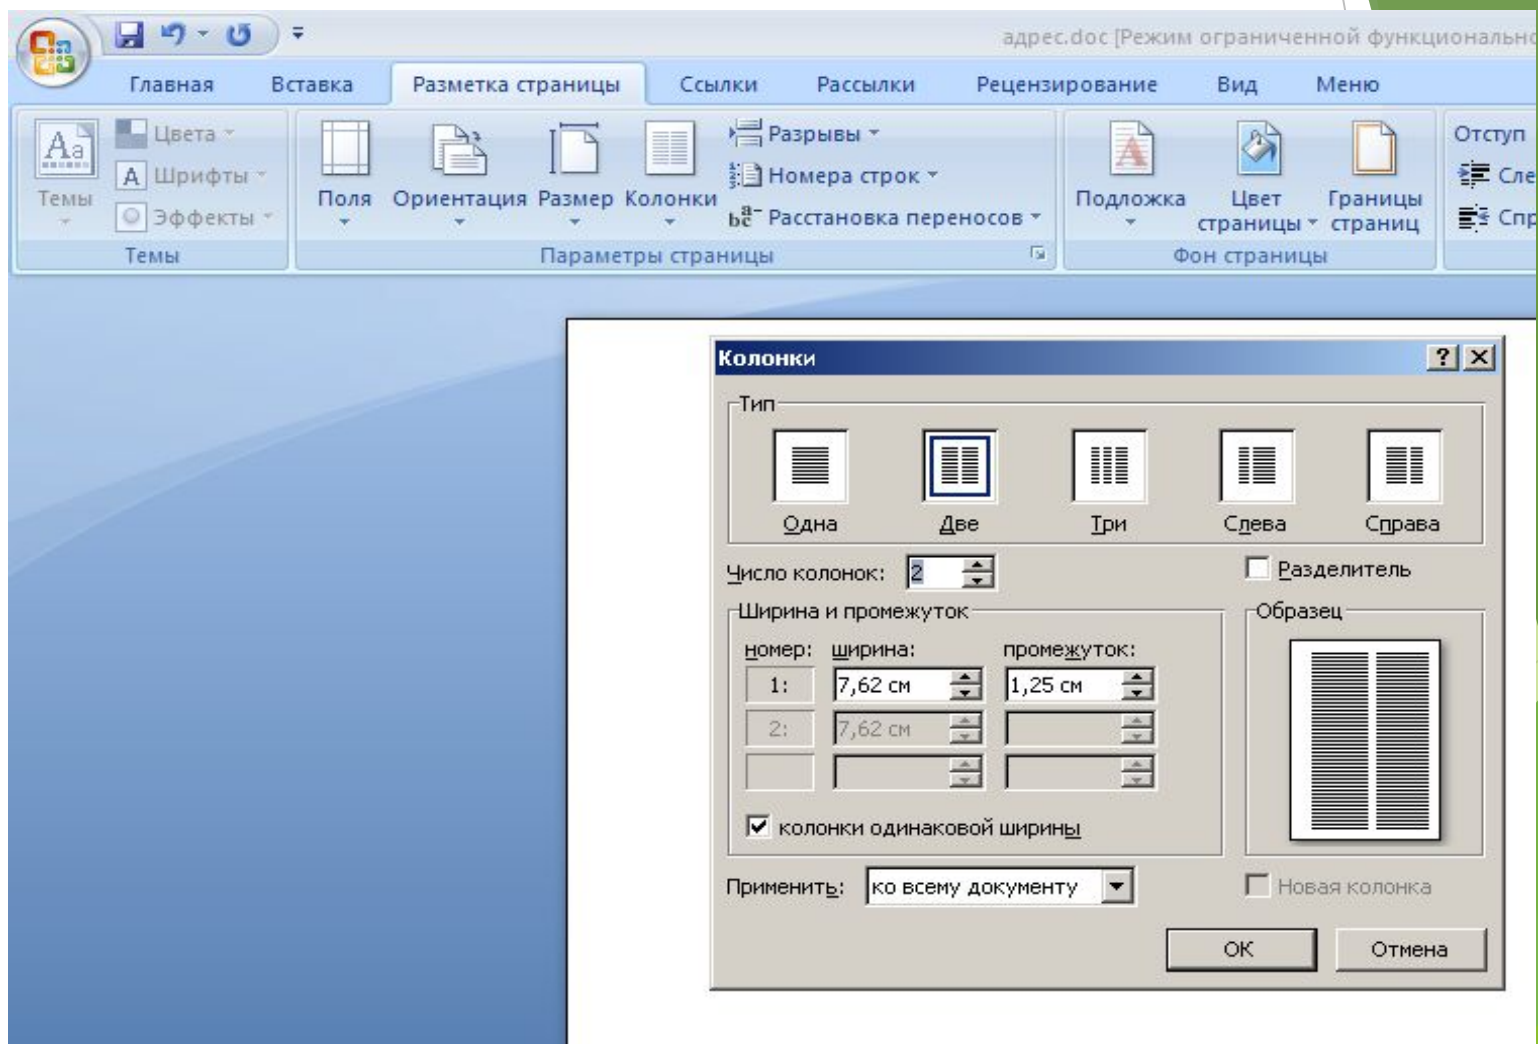 адрес.doc [Режим ограниченной функционально
Главная Вставка Разметка страницы Ссылки Рассылки Рецензирование Вид Меню
Aa Темы
Цвета
А Шрифты
Эффекты
Темы
Поля Ориентация Размер Колонки
Разрывы
Номера строк
Расстановка переносов
Параметры страницы
Подложка Цвет страницы Границы страниц
Фон страницы
Отступ
Сле
Спр
Колонки
Тип
Одна Две Три Слева Справа
Число колонок: 2 Разделитель
Ширина и промежуток
номер: ширина: промежуток:
1: 7,62 см 1,25 см
2: 7,62 см
колонки одинаковой ширины
Образец
Применить: ко всему документу Новая колонка
ОК Отмена